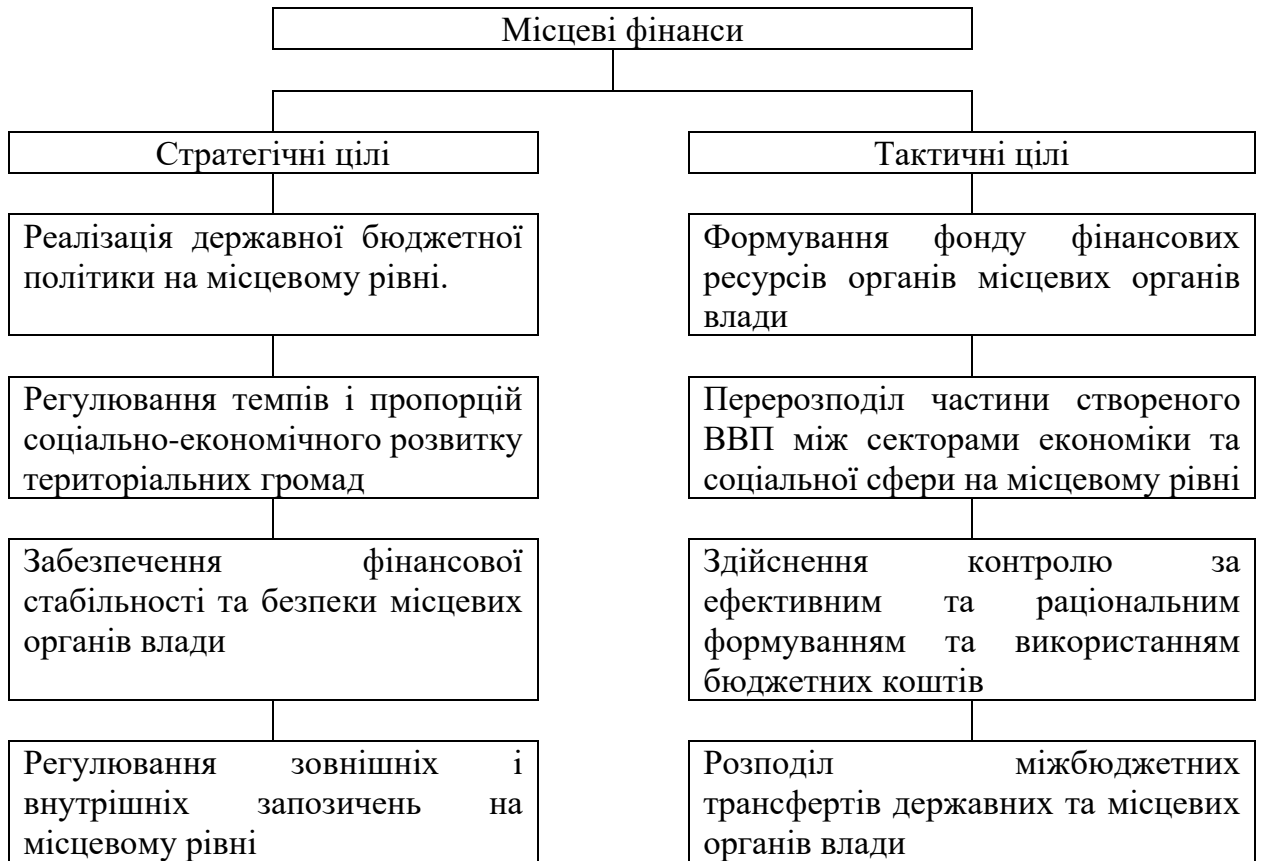 Місцеві фінанси
Стратегічні цілі
Реалізація державної бюджетної
політики на місцевому рівні.
Регулювання темпів і пропорцій
соціально-економічного розвитку
територіальних громад
Забезпечення фінансової
стабільності та безпеки місцевих
органів влади
Регулювання зовнішніх і
внутрішніх запозичень на
місцевому рівні
Тактичні цілі
Формування фонду фінансових
ресурсів органів місцевих органів
влади
Перерозподіл частини створеного
ВВП між секторами економіки та
соціальної сфери на місцевому рівні
Здійснення контролю за
ефективним та раціональним
формуванням та використанням
бюджетних коштів
Розподіл міжбюджетних
трансфертів державних та місцевих
органів влади